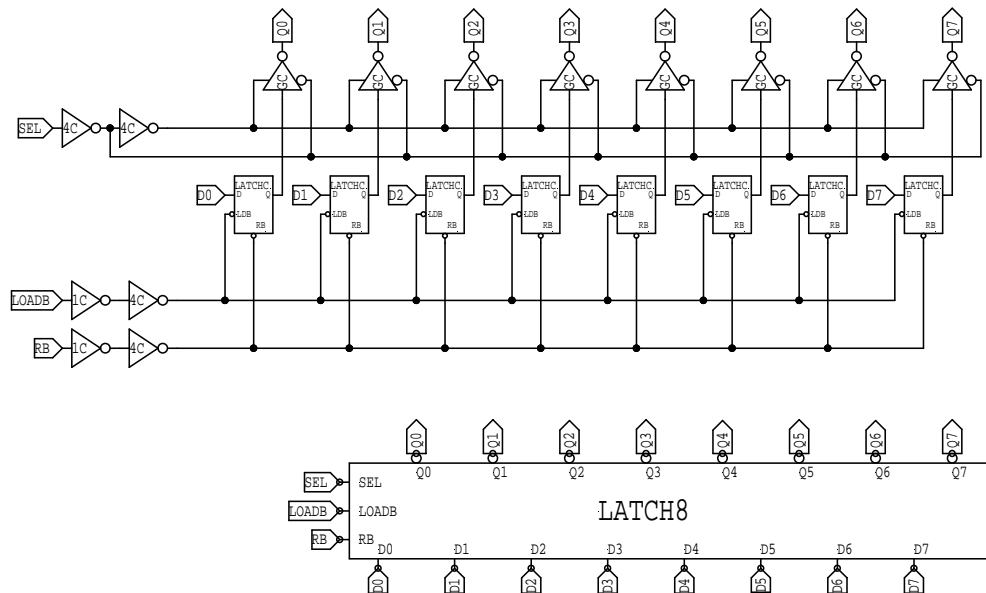 Q0 Q1 Q2 Q3 Q4 Q5 Q6 Q7
GC GC GC GC GC GC GC GC
SEL 4C 4C
LATCHC LATCHC LATCHC LATCHC LATCHC LATCHC LATCHC LATCHC
D0 D Q D1 D Q D2 D Q D3 D Q D4 D Q D5 D Q D6 D Q D7 D Q
LDB LDB LDB LDB LDB LDB LDB LDB
RB RB RB RB RB RB RB RB
LOADB 1C 4C
RB 1C 4C
Q0 Q1 Q2 Q3 Q4 Q5 Q6 Q7
Q0 Q1 Q2 Q3 Q4 Q5 Q6 Q7
SEL SEL
LOADB LOADB
LATCH8
RB RB
D0 D1 D2 D3 D4 D5 D6 D7
D0 D1 D2 D3 D4 D5 D6 D7